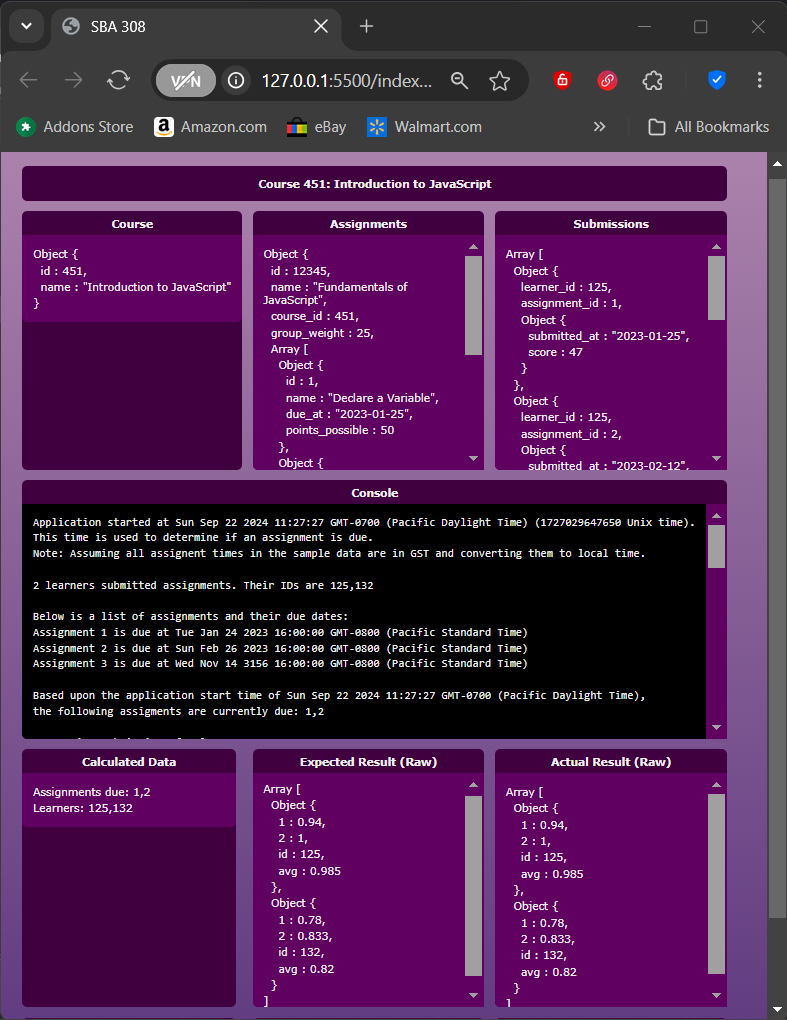 SBA 308
VPN
127.0.0.1:5500/index...
Addons Store
Amazon.com
eBay
Walmart.com
All Bookmarks
Course 451: Introduction to JavaScript
Course
Object {
id : 451,
name : "Introduction to JavaScript"
}
Assignments
Object {
id : 12345,
name : "Fundamentals of
JavaScript",
course_id : 451,
group_weight : 25,
Array [
Object {
id : 1,
name : "Declare a Variable",
due_at : "2023-01-25",
points_possible : 50
},
Object {
Submissions
Array [
Object {
learner_id : 125,
assignment_id : 1,
Object {
submitted_at : "2023-01-25",
score : 47
}
},
Object {
learner_id : 125,
assignment_id : 2,
Object {
submitted_at : "2023-02-12",
Console
Application started at Sun Sep 22 2024 11:27:27 GMT-0700 (Pacific Daylight Time) (1727029647650 Unix time).
This time is used to determine if an assignment is due.
Note: Assuming all assignent times in the sample data are in GST and converting them to local time.
2 learners submitted assignments. Their IDs are 125,132
Below is a list of assignments and their due dates:
Assignment 1 is due at Tue Jan 24 2023 16:00:00 GMT-0800 (Pacific Standard Time)
Assignment 2 is due at Sun Feb 26 2023 16:00:00 GMT-0800 (Pacific Standard Time)
Assignment 3 is due at Wed Nov 14 3156 16:00:00 GMT-0800 (Pacific Standard Time)
Based upon the application start time of Sun Sep 22 2024 11:27:27 GMT-0700 (Pacific Daylight Time),
the following assigments are currently due: 1,2
Calculated Data
Assignments due: 1,2
Learners: 125,132
Expected Result (Raw)
Array [
Object {
1 : 0.94,
2 : 1,
id : 125,
avg : 0.985
},
Object {
1 : 0.78,
2 : 0.833,
id : 132,
avg : 0.82
}
]
Actual Result (Raw)
Array [
Object {
1 : 0.94,
2 : 1,
id : 125,
avg : 0.985
},
Object {
1 : 0.78,
2 : 0.833,
id : 132,
avg : 0.82
}
]